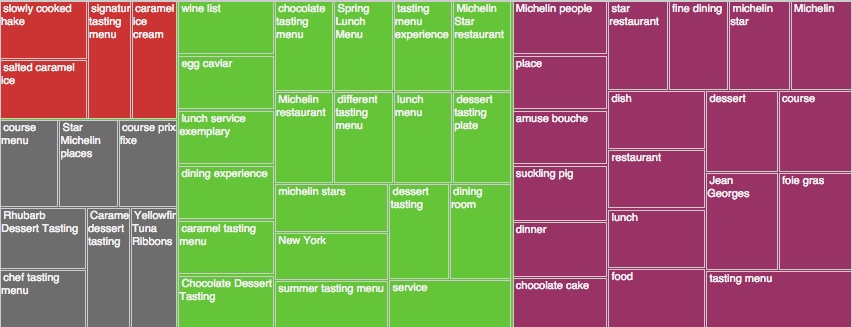 slowly cooked
hake
salted caramel
ice
signatur
tasting
menu
caramel
ice
cream
course
menu
Star
Michelin
places
course prix
fixe
Rhubarb
Dessert Tasting
chef tasting
menu
Carame
dessert
tasting
Yellowfin
Tuna
Ribbons
wine list
egg caviar
lunch service
exemplary
dining experience
caramel tasting
menu
Chocolate Dessert
Tasting
chocolate
tasting
menu
Spring
Lunch
Menu
tasting
menu
experience
Michelin
Star
restaurant
Michelin
restaurant
different
tasting
menu
lunch
menu
dessert
tasting
plate
michelin stars
New York
summer tasting menu
dessert
tasting
dining
room
service
Michelin people
place
amuse bouche
suckling pig
dinner
chocolate cake
star
restaurant
fine dining
michelin
star
Michelin
dish
restaurant
lunch
food
dessert
course
Jean
Georges
foie gras
tasting menu